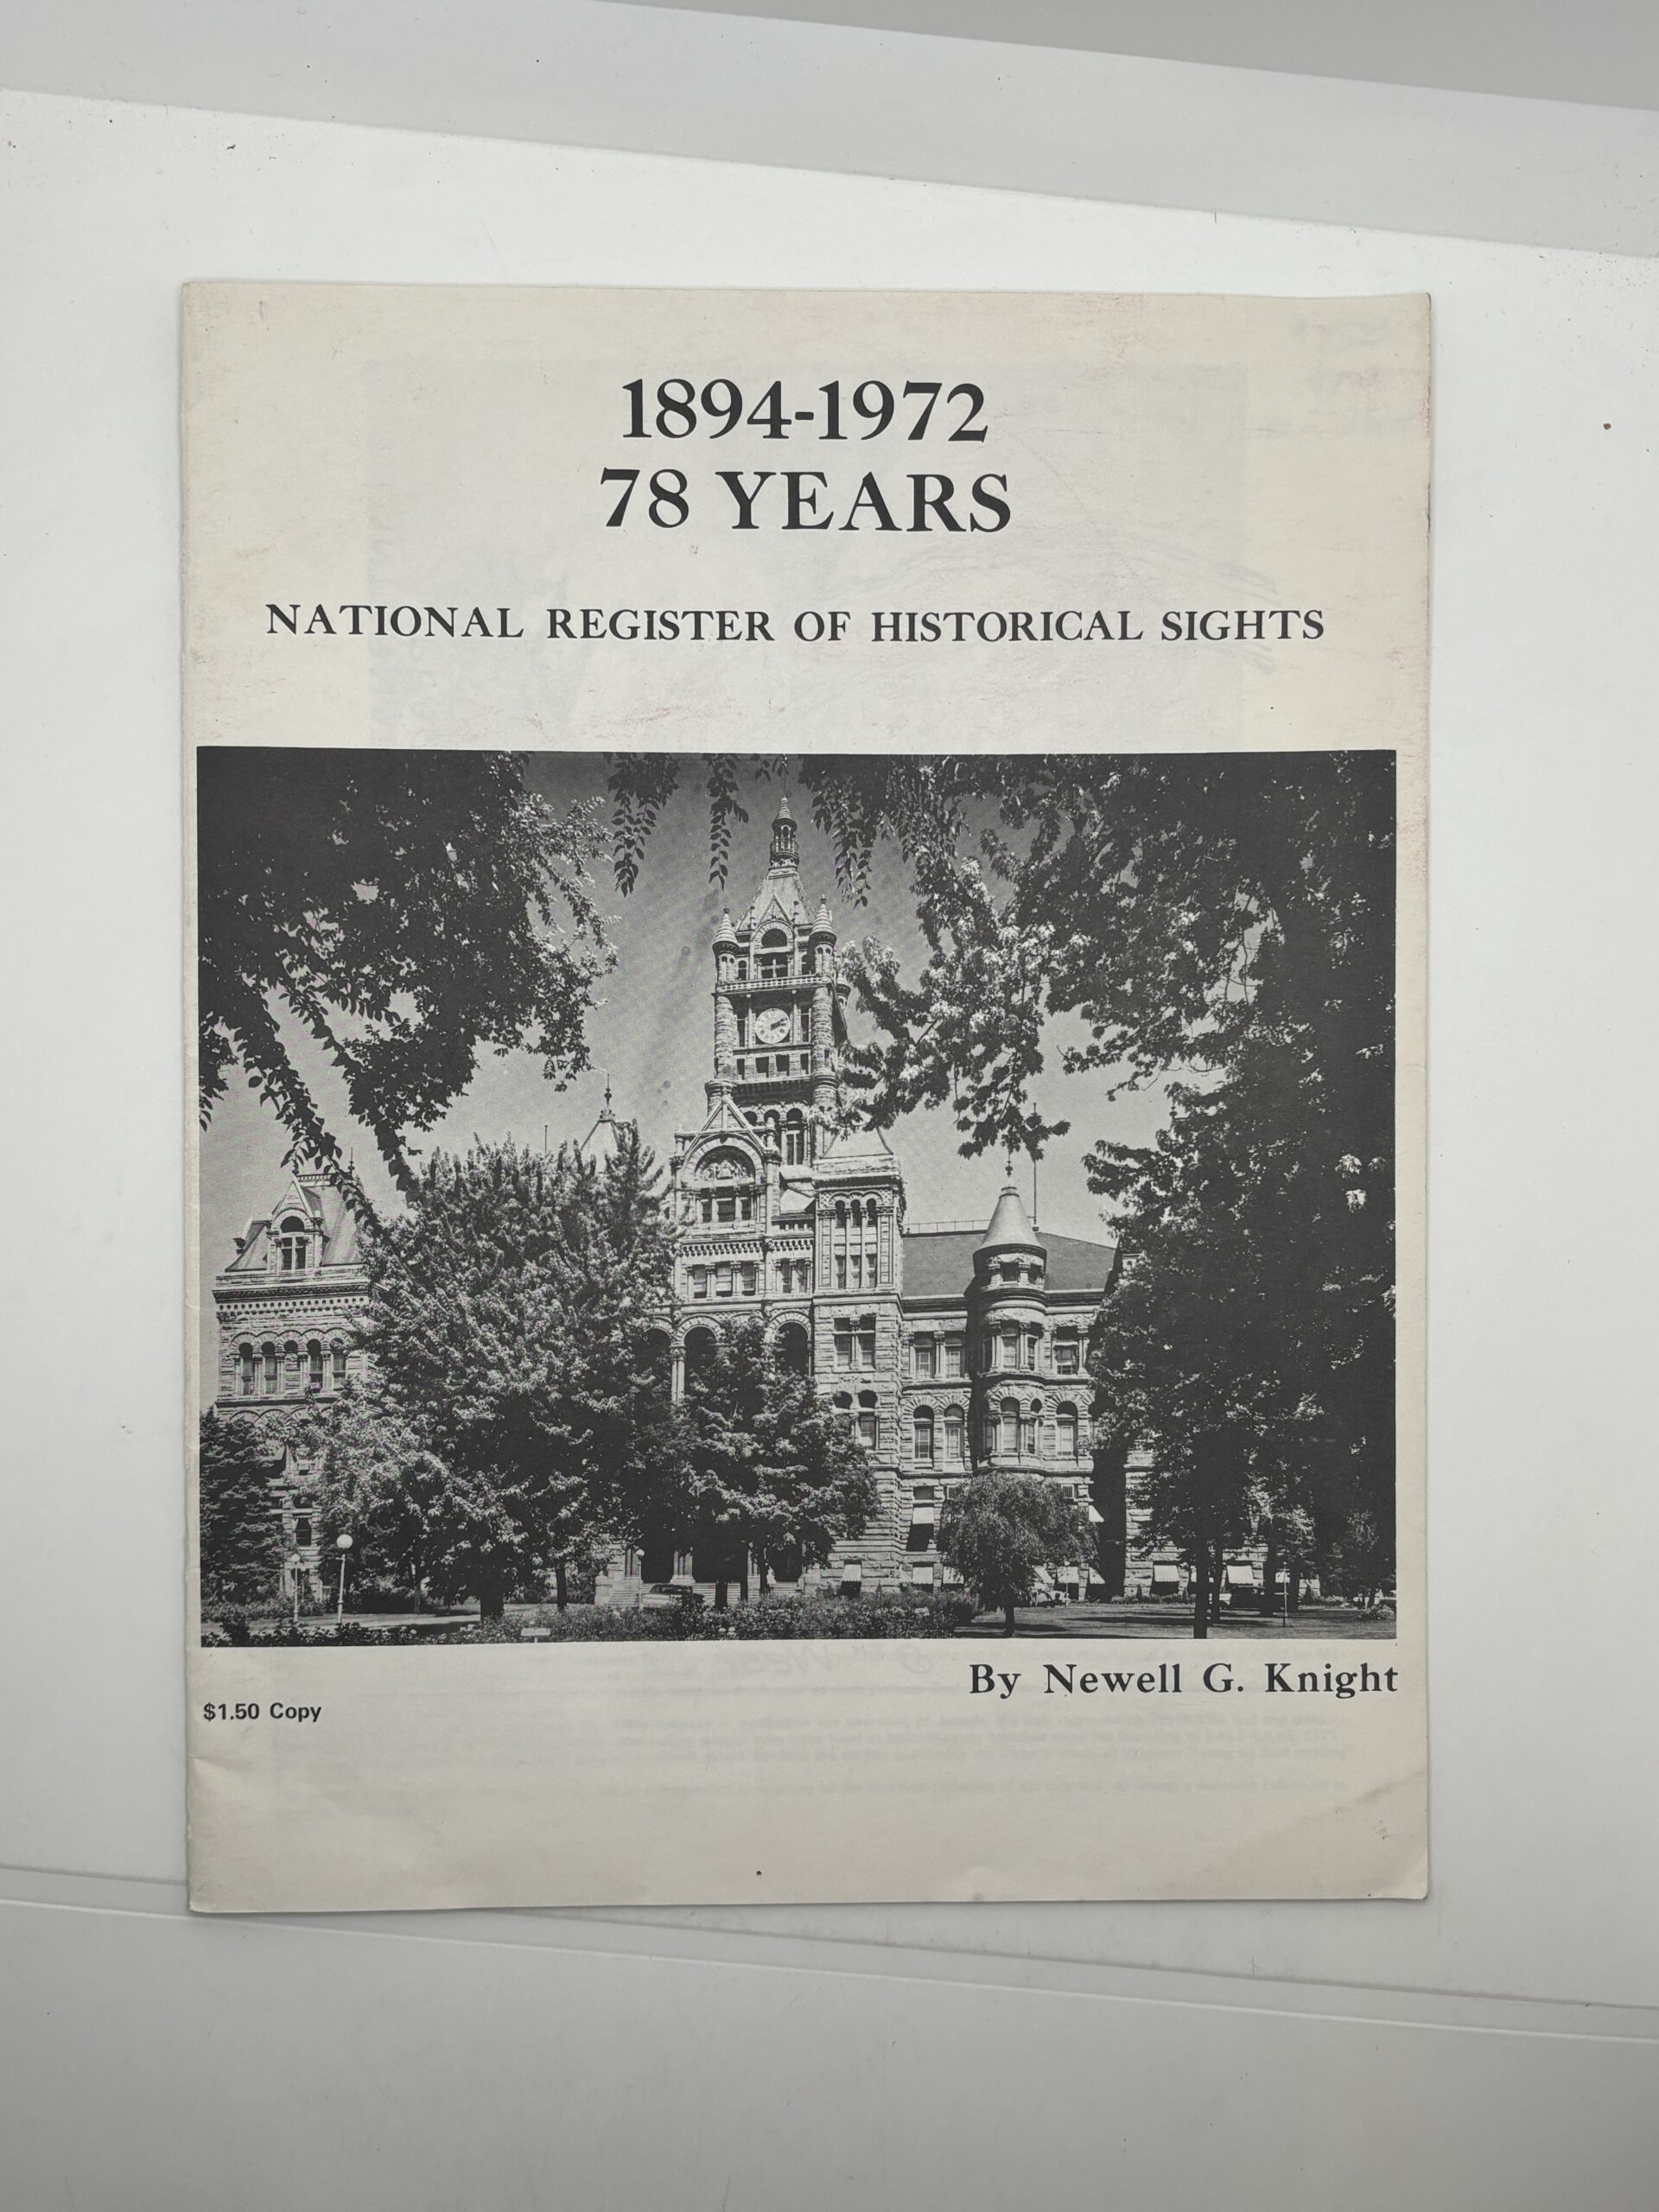 1894-1972
78 YEARS
NATIONAL REGISTER OF HISTORICAL SIGHTS
By Newell G. Knight
$1.50 Copy